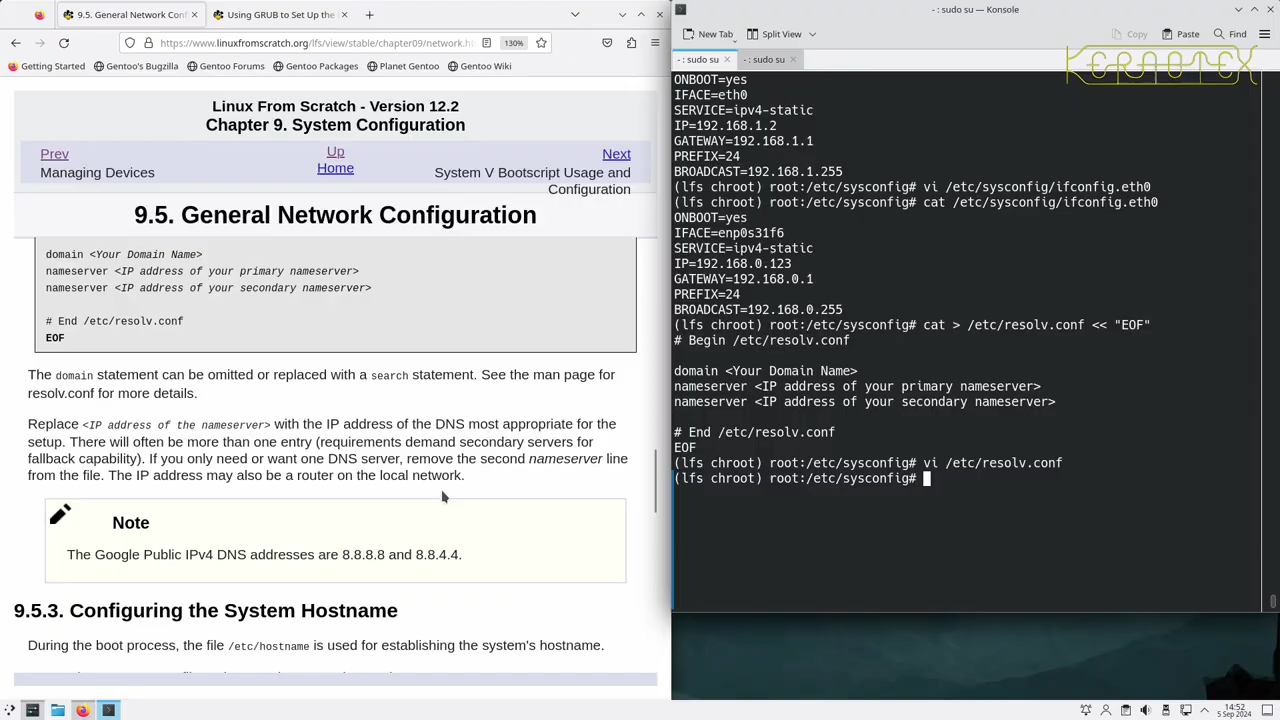 9.5. General Network Conf
Using GRUB to Set Up the
https://www.linuxfromscratch.org/lfs/view/stable/chapter09/network.h
130%
Getting Started
Gentoo's Bugzilla
Gentoo Forums
Gentoo Packages
Planet Gentoo
Gentoo Wiki
Linux From Scratch - Version 12.2
Chapter 9. System Configuration
Prev
Up
Next
Home
Managing Devices
System V Bootscript Usage and
Configuration
9.5. General Network Configuration
domain <Your Domain Name>
nameserver <IP address of your primary nameserver>
nameserver <IP address of your secondary nameserver>
# End /etc/resolv.conf
EOF
The domain statement can be omitted or replaced with a search statement. See the man page for
resolv.conf for more details.
Replace <IP address of the nameserver> with the IP address of the DNS most appropriate for the
setup. There will often be more than one entry (requirements demand secondary servers for
fallback capability). If you only need or want one DNS server, remove the second nameserver line
from the file. The IP address may also be a router on the local network.
Note
The Google Public IPv4 DNS addresses are 8.8.8.8 and 8.8.4.4.
9.5.3. Configuring the System Hostname
During the boot process, the file /etc/hostname is used for establishing the system's hostname.
- : sudo su — Konsole
New Tab
Split View
Copy
Paste
Find
- : sudo su
- : sudo su
KERNOTEX
ONBOOT=yes
IFACE=eth0
SERVICE=ipv4-static
IP=192.168.1.2
GATEWAY=192.168.1.1
PREFIX=24
BROADCAST=192.168.1.255
(lfs chroot) root:/etc/sysconfig# vi /etc/sysconfig/ifconfig.eth0
(lfs chroot) root:/etc/sysconfig# cat /etc/sysconfig/ifconfig.eth0
ONBOOT=yes
IFACE=enp0s31f6
SERVICE=ipv4-static
IP=192.168.0.123
GATEWAY=192.168.0.1
PREFIX=24
BROADCAST=192.168.0.255
(lfs chroot) root:/etc/sysconfig# cat > /etc/resolv.conf << "EOF"
# Begin /etc/resolv.conf
domain <Your Domain Name>
nameserver <IP address of your primary nameserver>
nameserver <IP address of your secondary nameserver>
# End /etc/resolv.conf
EOF
(lfs chroot) root:/etc/sysconfig# vi /etc/resolv.conf
(lfs chroot) root:/etc/sysconfig#
14:52
5 Sep 2024